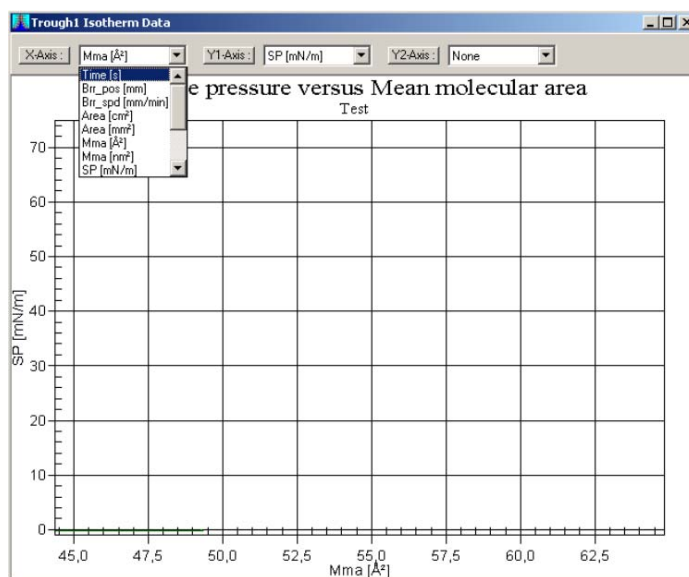 Trough1 Isotherm Data
X-Axis : Mma [Å²] Y1-Axis : SP [mN/m] Y2-Axis : None
Time [s]
Brr_pos [mm]
Brr_spd [mm/min]
Area [cm²]
Area [mm²]
Mma [Å²]
Mma [nm²]
SP [mN/m]
e pressure versus Mean molecular area
Test
70
60
50
40
30
20
10
0
SP [mN/m]
45,0 47,5 50,0 52,5 55,0 57,5 60,0 62,5
Mma [Å²]